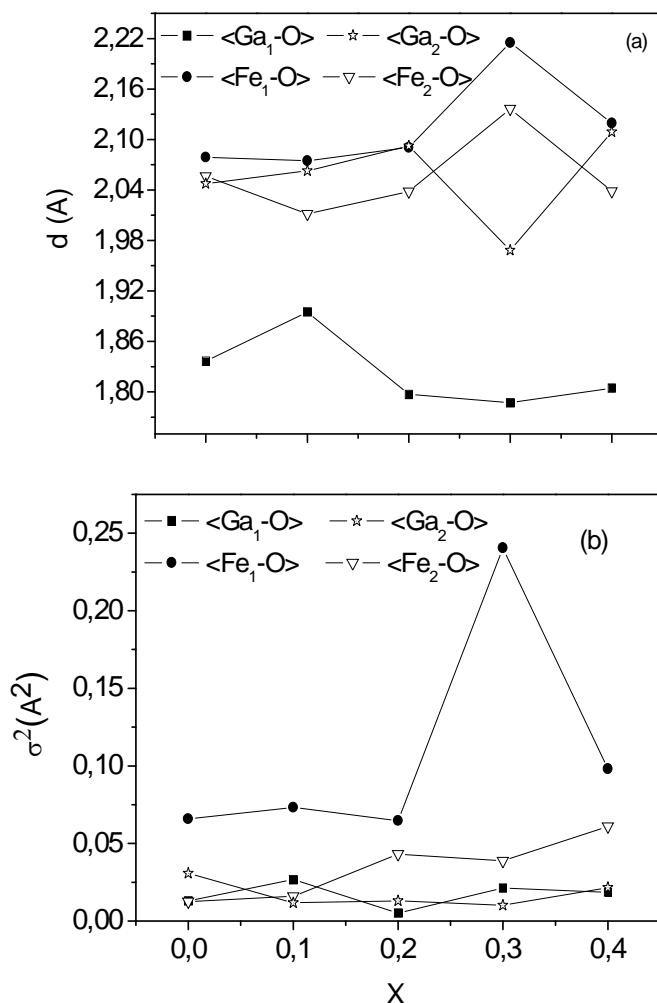 <Ga₁-O> <Ga₂-O> (a)
<Fe₁-O> <Fe₂-O>
2,22
2,16
2,10
2,04
1,98
1,92
1,86
1,80
d (A)
<Ga₁-O> <Ga₂-O> (b)
<Fe₁-O> <Fe₂-O>
0,25
0,20
0,15
0,10
0,05
0,00
σ²(A²)
0,0 0,1 0,2 0,3 0,4
X